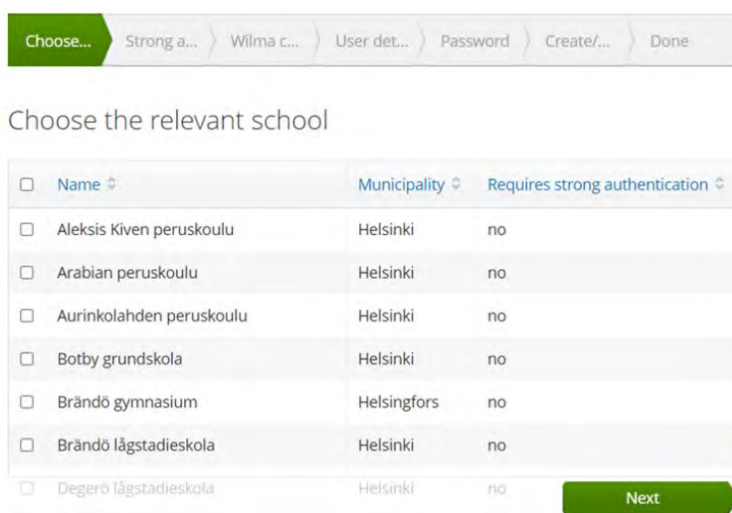 Choose... Strong a... Wilma c... User det... Password Create/... Done
Choose the relevant school
Name Municipality Requires strong authentication
Aleksis Kiven peruskoulu Helsinki no
Arabian peruskoulu Helsinki no
Aurinkolahden peruskoulu Helsinki no
Botby grundskola Helsinki no
Brändö gymnasium Helsingfors no
Brändö lågstadieskola Helsinki no
Degerö lågstadieskola Helsinki no
Next